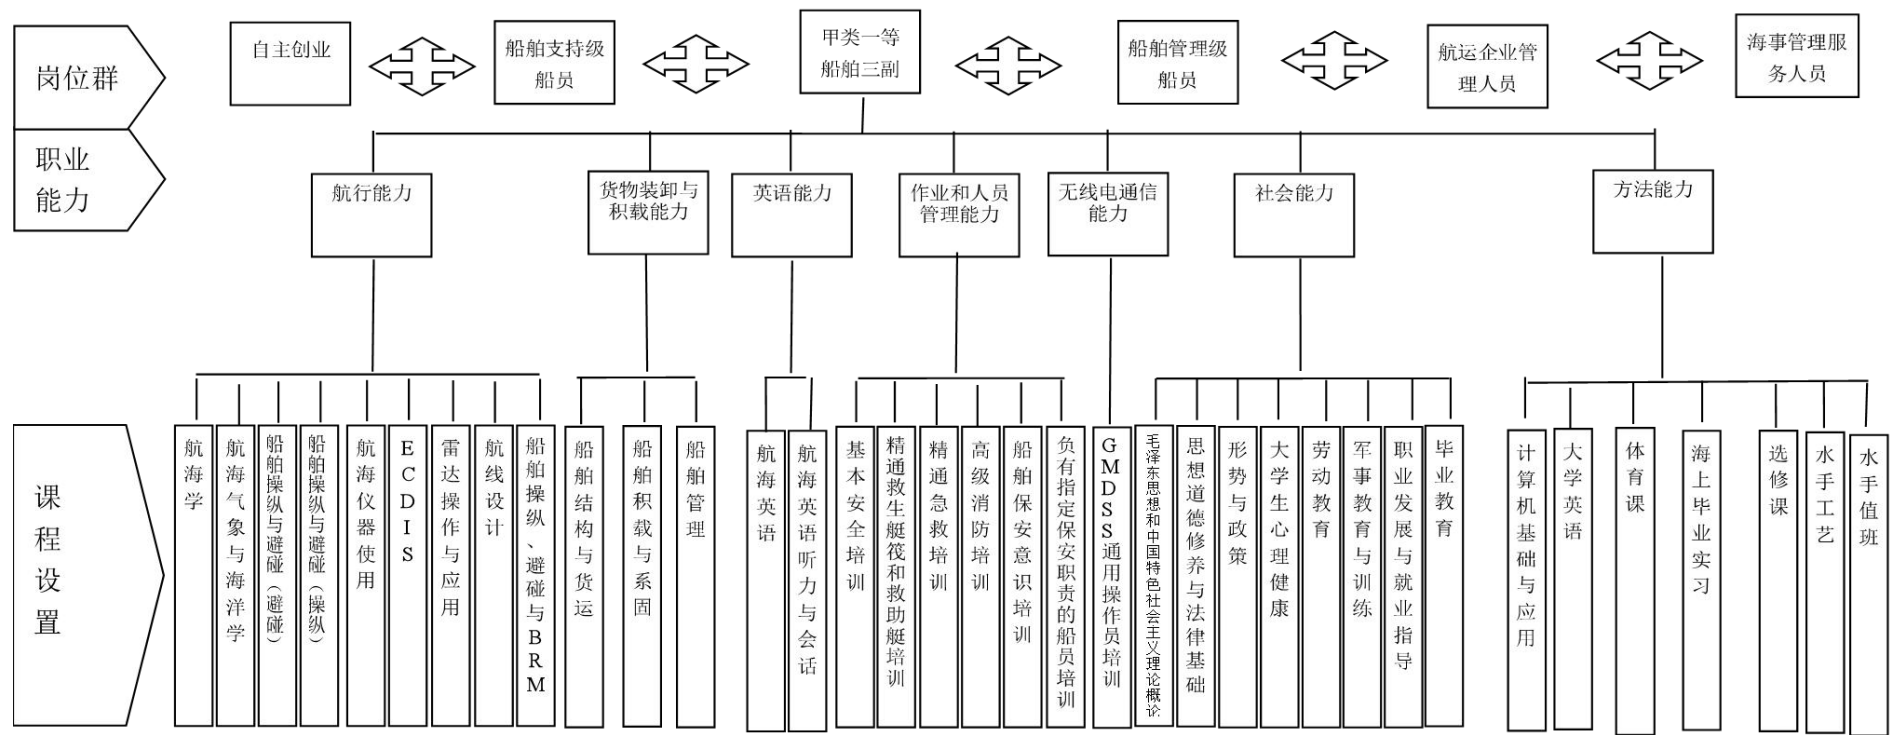 岗位群
自主创业
船舶支持级
船员
甲类一等
船舶三副
船舶管理级
船员
航运企业管
理人员
海事管理服
务人员
职业
能力
航行能力
货物装卸与
积载能力
英语能力
作业和人员
管理能力
无线电通信
能力
社会能力
方法能力
课程设置
航海学
航海气象与海洋学
船舶操纵与避碰（避碰）
船舶操纵与避碰（操纵）
航海仪器使用
ECDIS
雷达操作与应用
航线设计
船舶操纵、避碰与BRM
船舶结构与货运
船舶积载与系固
船舶管理
航海英语
航海英语听力与会话
基本安全培训
精通救生艇筏和救助艇培训
精通急救培训
高级消防培训
船舶保安意识培训
负有指定保安职责的船员培训
GMDSS通用操作员培训
毛泽东思想和中国特色社会主义理论概论
思想道德修养与法律基础
形势与政策
大学生心理健康
劳动教育
军事教育与训练
职业发展与就业指导
毕业教育
计算机基础与应用
大学英语
体育课
海上毕业实习
选修课
水手工艺
水手值班